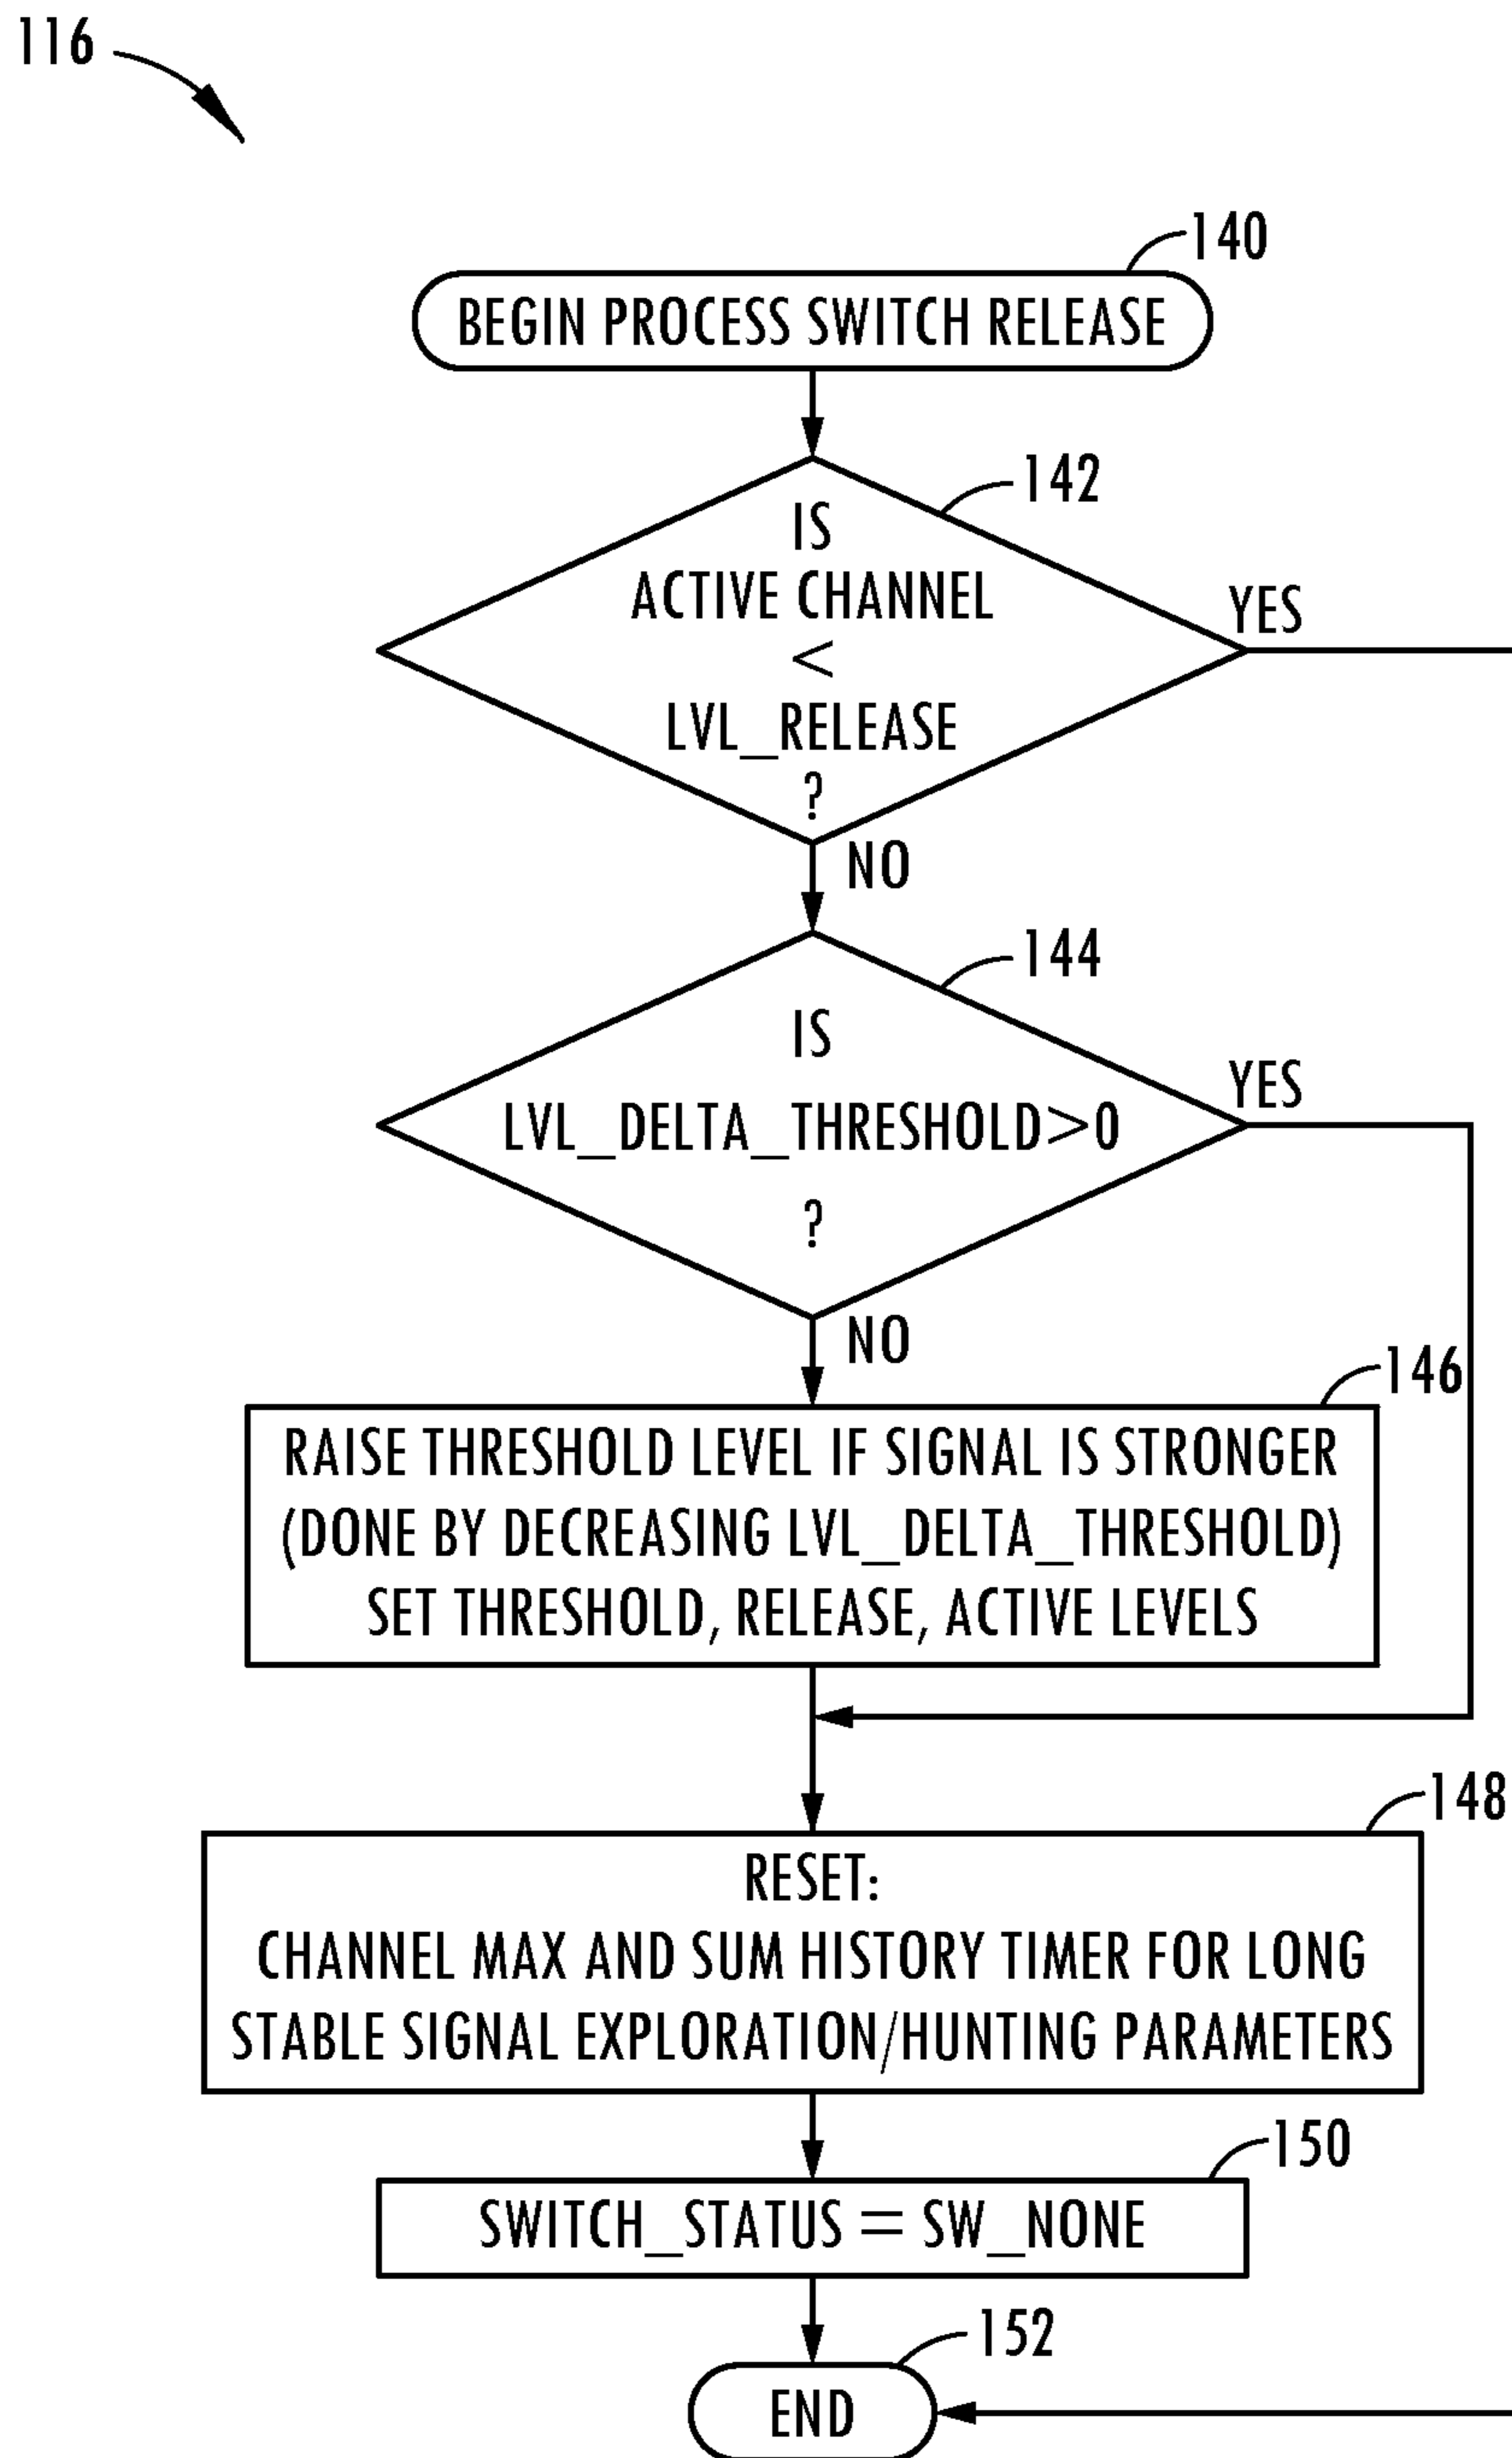 116
140
BEGIN PROCESS SWITCH RELEASE
142
IS
ACTIVE CHANNEL
<
LVL_RELEASE
?
YES
NO
144
IS
LVL_DELTA_THRESHOLD>0
?
YES
NO
146
RAISE THRESHOLD LEVEL IF SIGNAL IS STRONGER
(DONE BY DECREASING LVL_DELTA_THRESHOLD)
SET THRESHOLD, RELEASE, ACTIVE LEVELS
148
RESET:
CHANNEL MAX AND SUM HISTORY TIMER FOR LONG
STABLE SIGNAL EXPLORATION/HUNTING PARAMETERS
150
SWITCH_STATUS = SW_NONE
152
END